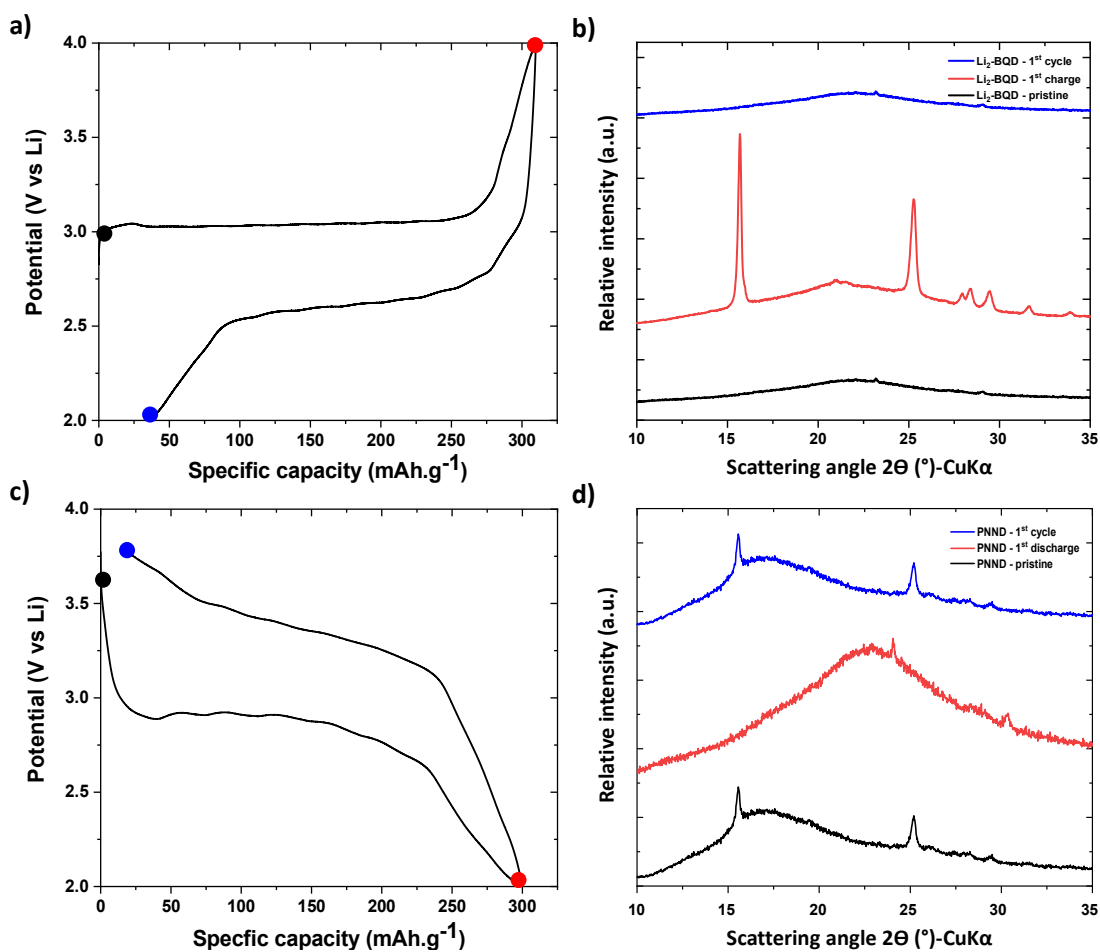 a)
4.0
3.5
3.0
2.5
2.0
Potential (V vs Li)
0 50 100 150 200 250 300
Specific capacity (mAh.g-1)
b)
Li2-BQD - 1st cycle
Li2-BQD - 1st charge
Li2-BQD - pristine
Relative intensity (a.u.)
10 15 20 25 30 35
Scattering angle 2Θ (°)-CuKα
c)
4.0
3.5
3.0
2.5
2.0
Potential (V vs Li)
0 50 100 150 200 250 300
Specfic capacity (mAh.g-1)
d)
PNND - 1st cycle
PNND - 1st discharge
PNND - pristine
Relative intensity (a.u.)
10 15 20 25 30 35
Scattering angle 2Θ (°)-CuKα